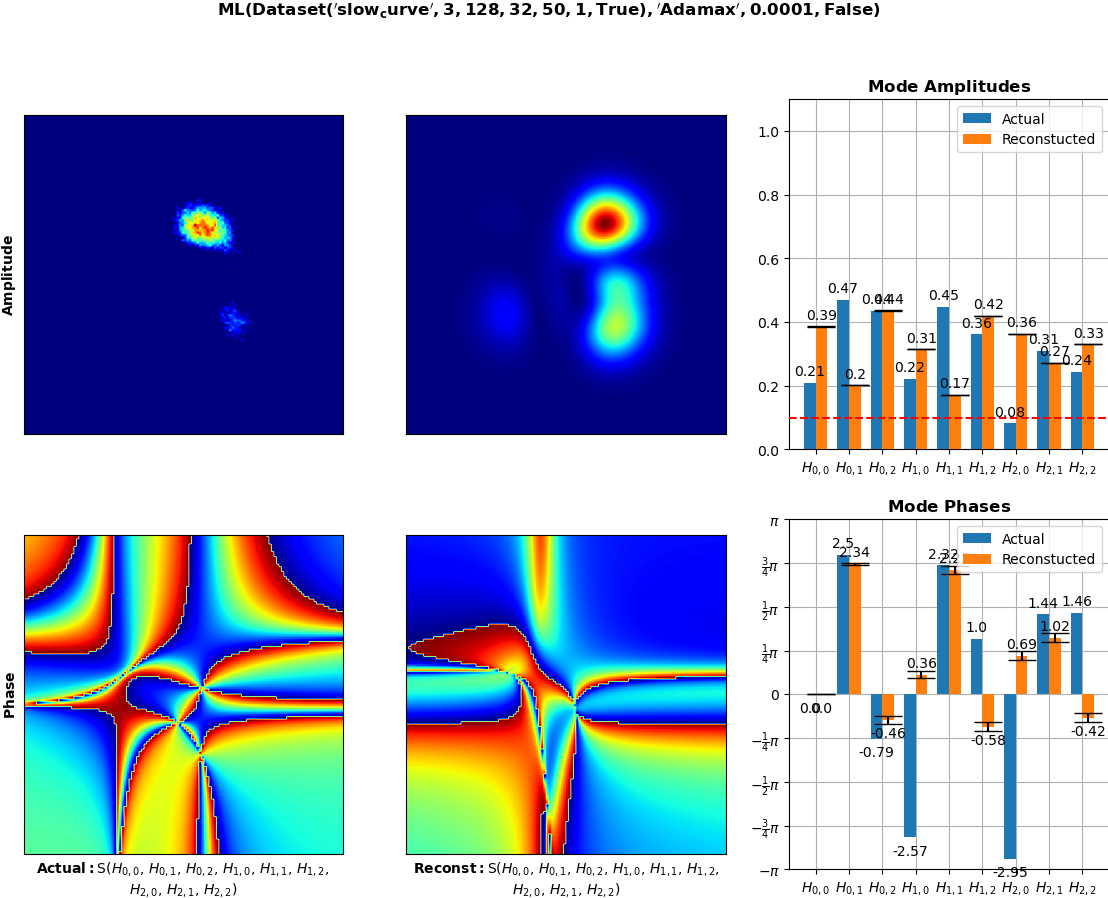 ML(Dataset('slow_curve', 3, 128, 32, 50, 1, True),'Adamax', 0.0001, False)
Amplitude
Mode Amplitudes
Actual
Reconstucted
1.0
0.8
0.6
0.4
0.2
0.0
0.21 0.39 0.47 0.2 0.44 0.44 0.22 0.31 0.45 0.17 0.36 0.42 0.08 0.36 0.31 0.27 0.24 0.33
H0,0 H0,1 H0,2 H1,0 H1,1 H1,2 H2,0 H2,1 H2,2
Phase
Mode Phases
Actual
Reconstucted
π
3/4π
1/2π
1/4π
0
−1/4π
−1/2π
−3/4π
−π
0.0 0.0 2.5 2.34 -0.79 -0.46 -2.57 0.36 2.32 1.0 -0.58 -2.95 0.69 1.44 1.02 1.46 -0.42
H0,0 H0,1 H0,2 H1,0 H1,1 H1,2 H2,0 H2,1 H2,2
Actual: S(H0,0, H0,1, H0,2, H1,0, H1,1, H1,2,
H2,0, H2,1, H2,2)
Reconst: S(H0,0, H0,1, H0,2, H1,0, H1,1, H1,2,
H2,0, H2,1, H2,2)